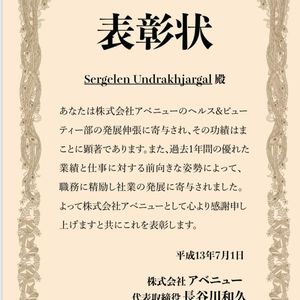 表彰状
Sergelen Undrakhjargal 殿
あなたは株式会社アベニューのヘルス&ビュー
ティー部の発展伸張に寄与され、その功績はま
ことに顕著であります。また、過去1年間の優れた
業績と仕事に対する前向きな姿勢によって、
職務に精励し社業の発展に寄与されました。
よって株式会社アベニューとして心より感謝申
し上げますと共にこれを表彰します。
平成13年7月1日
株式会社 アベニュー
代表取締役 長谷川和久